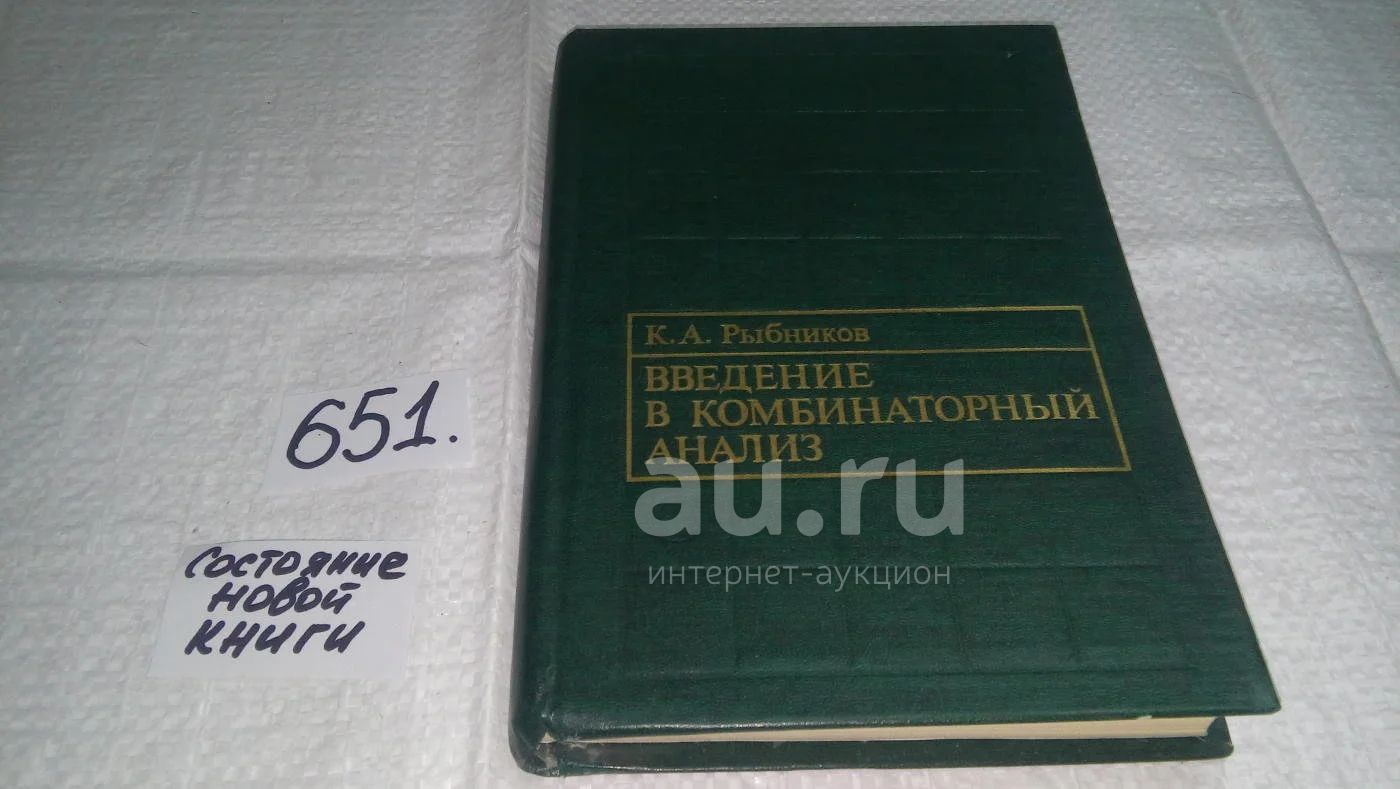 К.А. Рыбников
ВВЕДЕНИЕ
В КОМБИНАТОРНЫЙ
АНАЛИЗ
651.
Состояние
новой
книги
au.ru
интернет-аукцион